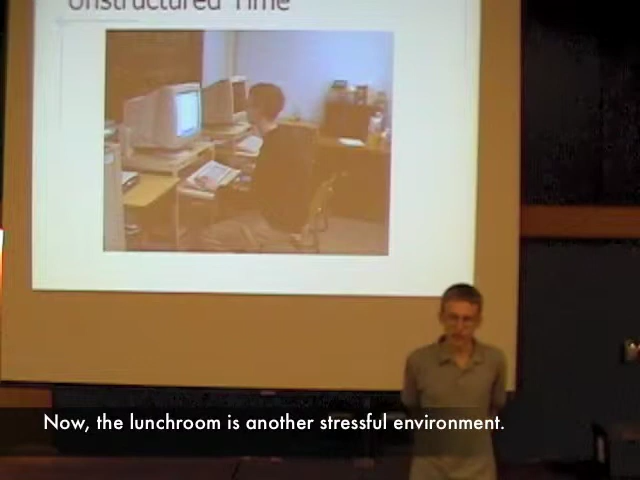 Unstructured Time
Now, the lunchroom is another stressful environment.